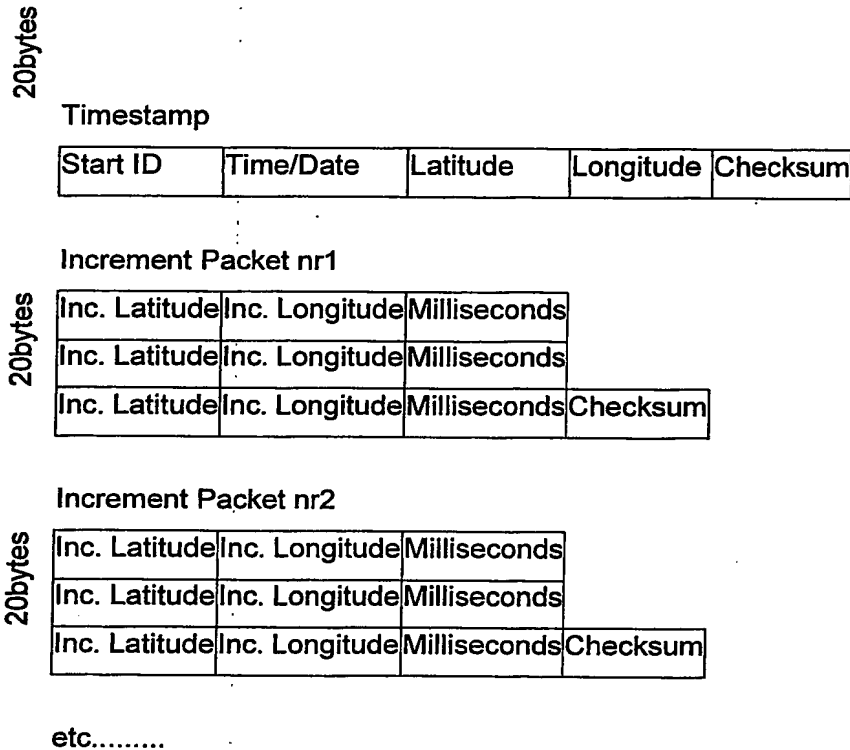 20bytes
Timestamp
Start ID Time/Date Latitude Longitude Checksum
Increment Packet nr1
20bytes
Inc. Latitude Inc. Longitude Milliseconds
Inc. Latitude Inc. Longitude Milliseconds
Inc. Latitude Inc. Longitude Milliseconds Checksum
Increment Packet nr2
20bytes
Inc. Latitude Inc. Longitude Milliseconds
Inc. Latitude Inc. Longitude Milliseconds
Inc. Latitude Inc. Longitude Milliseconds Checksum
etc.........